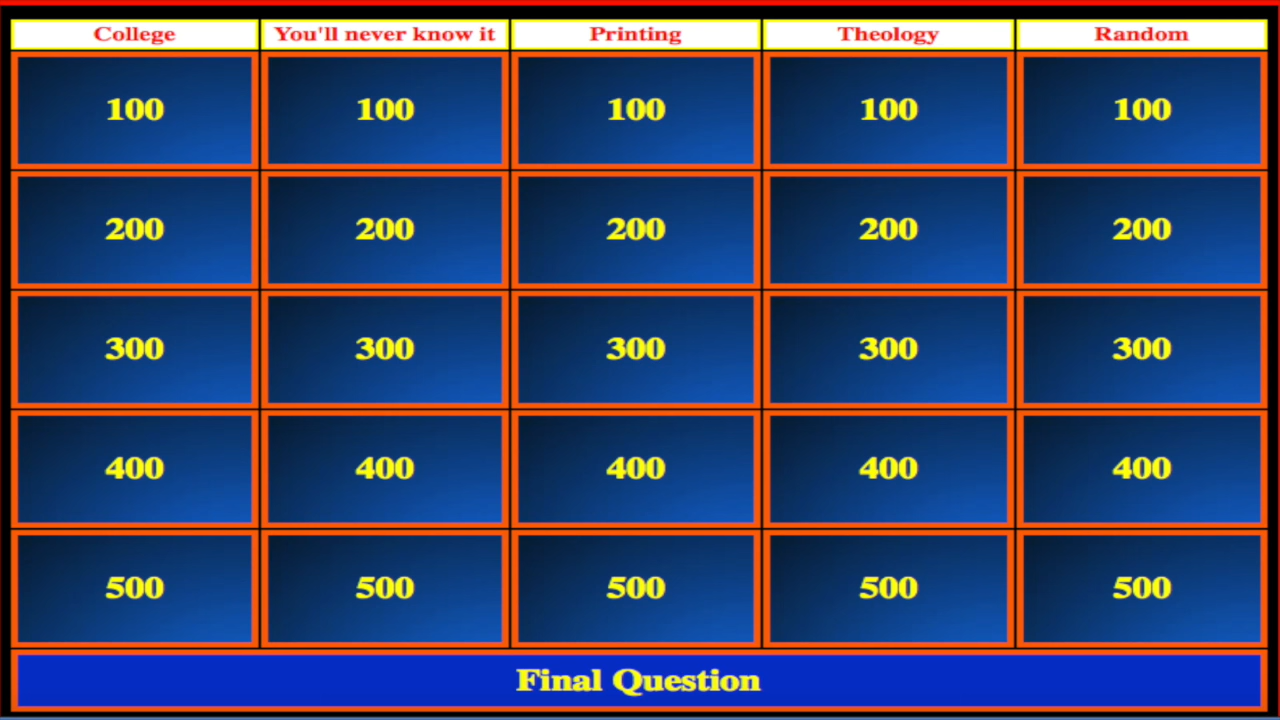 College You'll never know it Printing Theology Random
100 100 100 100 100
200 200 200 200 200
300 300 300 300 300
400 400 400 400 400
500 500 500 500 500
Final Question